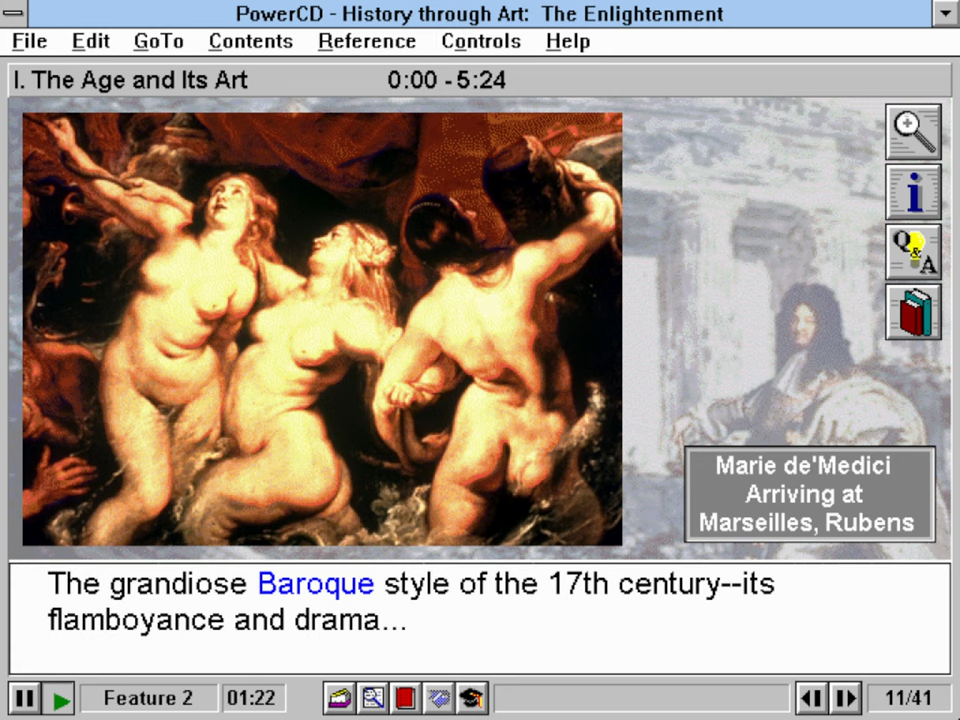 PowerCD - History through Art: The Enlightenment
File Edit GoTo Contents Reference Controls Help
I. The Age and Its Art 0:00 - 5:24
i
Q & A
Marie de'Medici
Arriving at
Marseilles, Rubens
The grandiose Baroque style of the 17th century--its
flamboyance and drama...
Feature 2 01:22 11/41